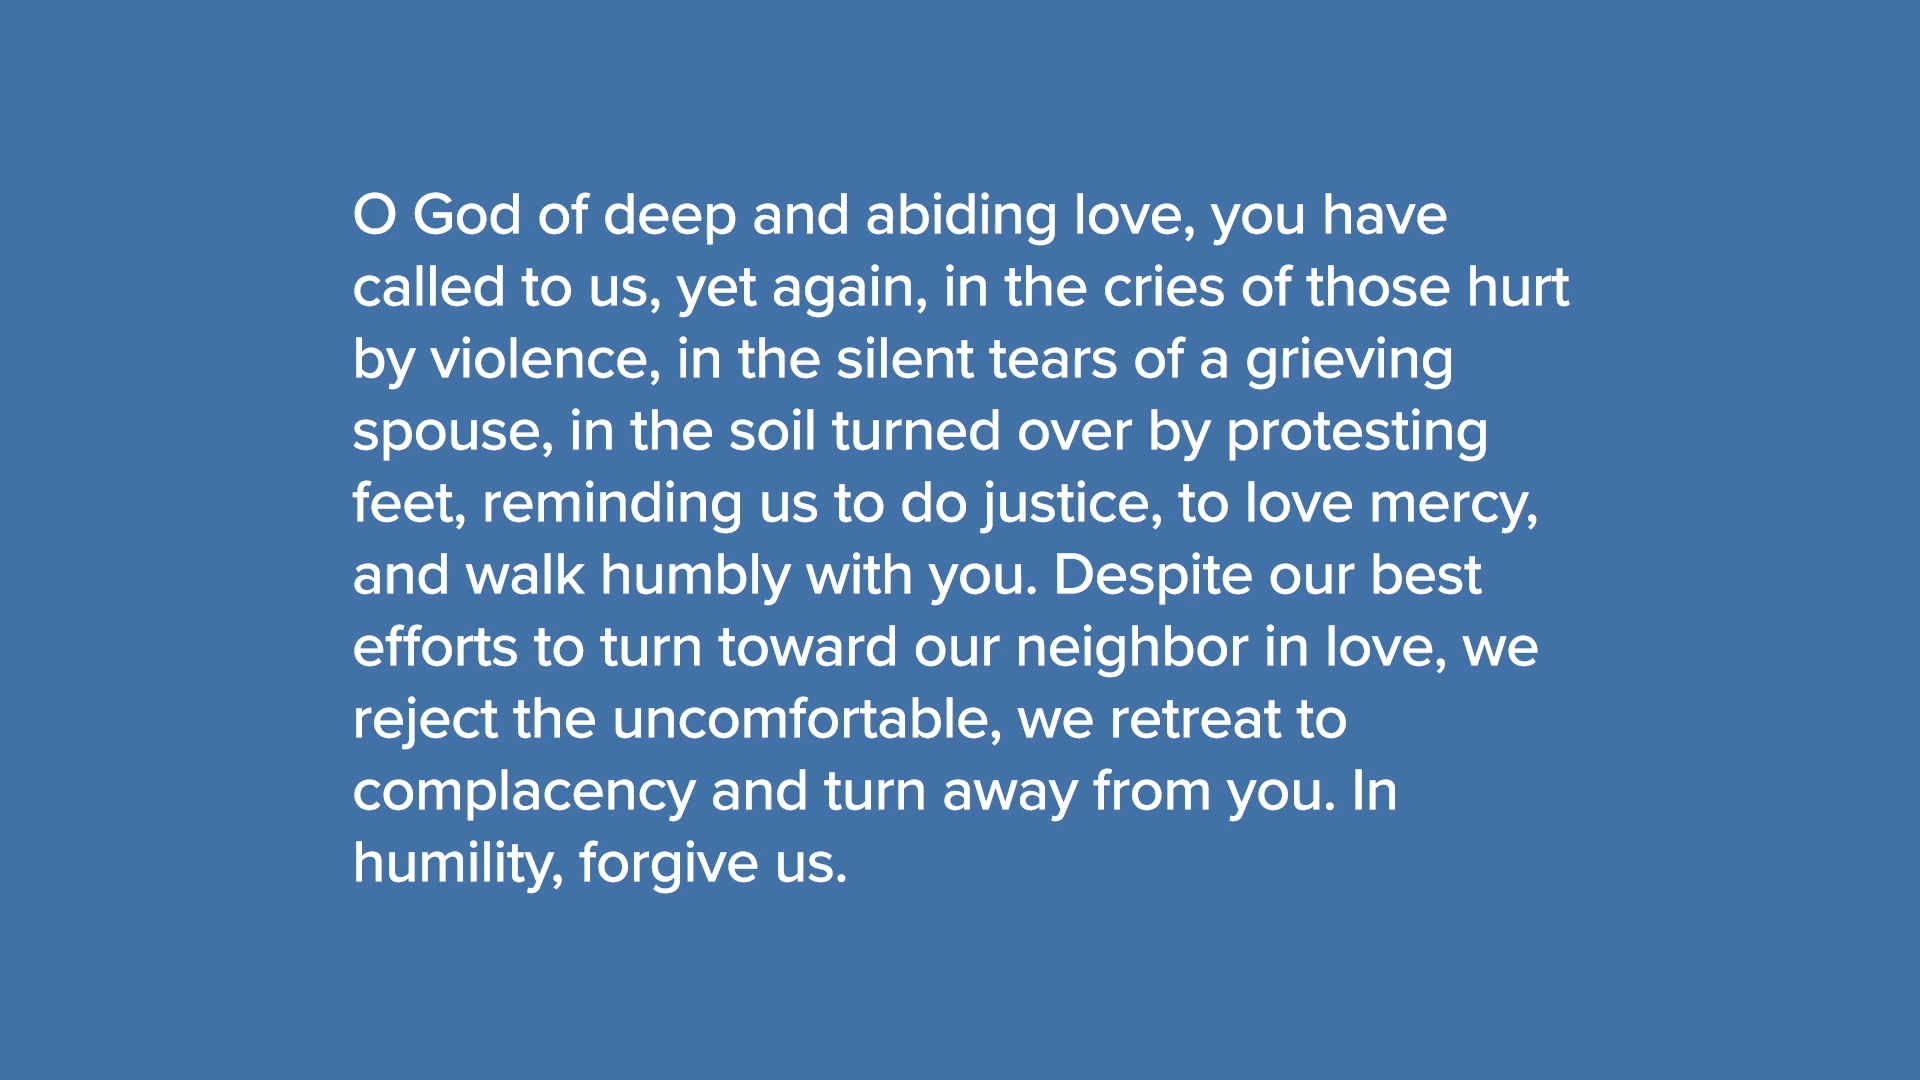 O God of deep and abiding love, you have
called to us, yet again, in the cries of those hurt
by violence, in the silent tears of a grieving
spouse, in the soil turned over by protesting
feet, reminding us to do justice, to love mercy,
and walk humbly with you. Despite our best
efforts to turn toward our neighbor in love, we
reject the uncomfortable, we retreat to
complacency and turn away from you. In
humility, forgive us.